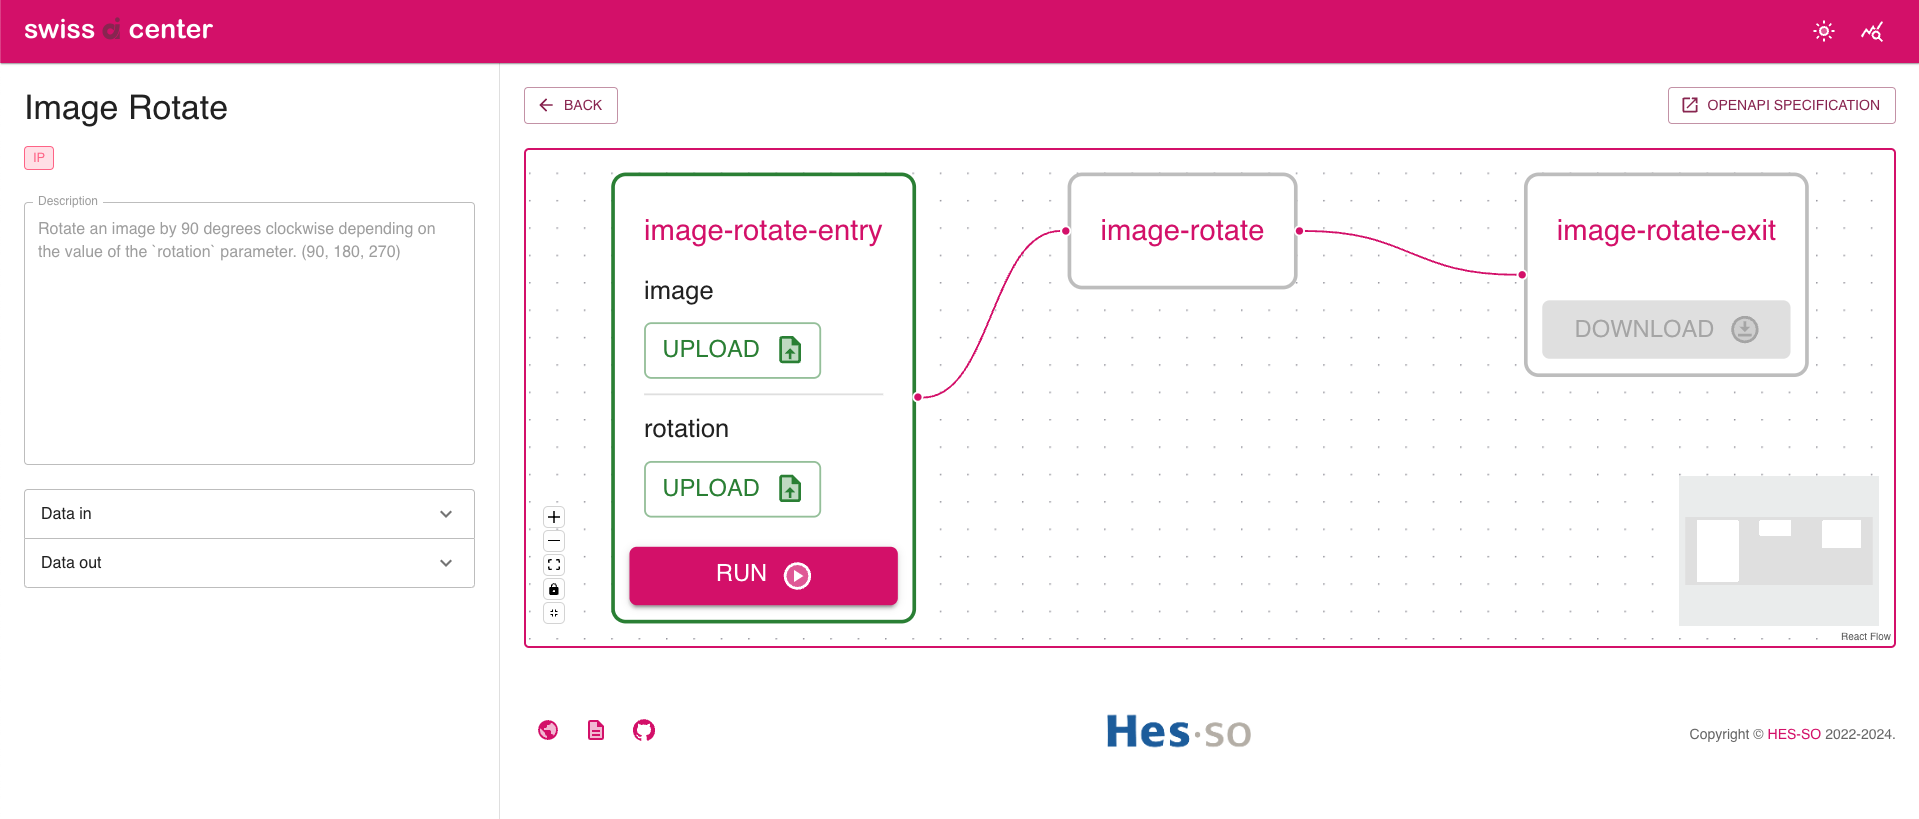 swiss ai center
Image Rotate
IP
Description
Rotate an image by 90 degrees clockwise depending on
the value of the `rotation` parameter. (90, 180, 270)
Data in
Data out
BACK
OPENAPI SPECIFICATION
image-rotate-entry
image
UPLOAD
rotation
UPLOAD
RUN
image-rotate
image-rotate-exit
DOWNLOAD
React Flow
Hes·so
Copyright © HES-SO 2022-2024.